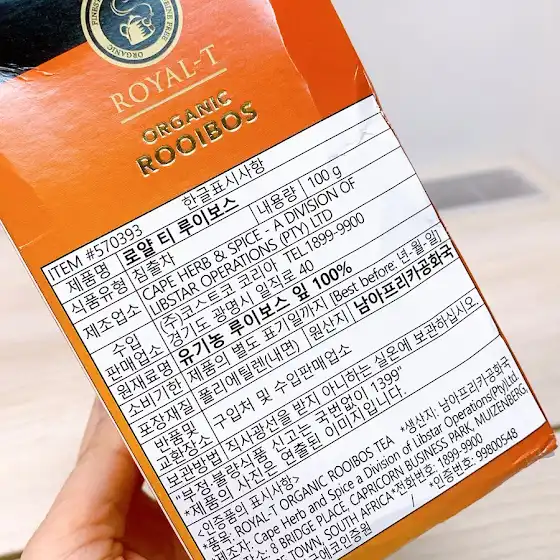 ORGANIC
ROYAL-T
ORGANIC
ROOIBOS
한글표시사항
ITEM #570393
제품명 로얄 티 루이보스 내용량 100 g
식품유형 침출차
제조업소 CAPE HERB & SPICE - A DIVISION OF
LIBSTAR OPERATIONS (PTY) LTD
수입
판매업소 (주)코스트코 코리아 TEL.1899-9900
경기도 광명시 일직로 40
원재료명 유기농 루이보스 잎 100%
소비기한 제품의 별도 표기일까지 (Best before 년·월·일)
포장재질 폴리에틸렌(내면) 원산지 남아프리카공화국
반품및
교환장소 구입처 및 수입판매업소
보관방법 직사광선을 받지 아니하는 실온에 보관하십시오.
"부정.불량식품 신고는 국번없이 1399"
*제품의 사진은 연출된 이미지입니다.
<인증품의 표시사항>
*품목: ROYAL-T ORGANIC ROOIBOS TEA *생산지: 남아프리카공화국
제조자: Cape Herb and Spice a Division of Libstar Operations(Pty)Ltd.
소: 8 BRIDGE PLACE, CAPRICORN BUSINESS PARK, MUIZENBERG,
TOWN, SOUTH AFRICA *전화번호: 1899-9900
*인증번호: 99800548